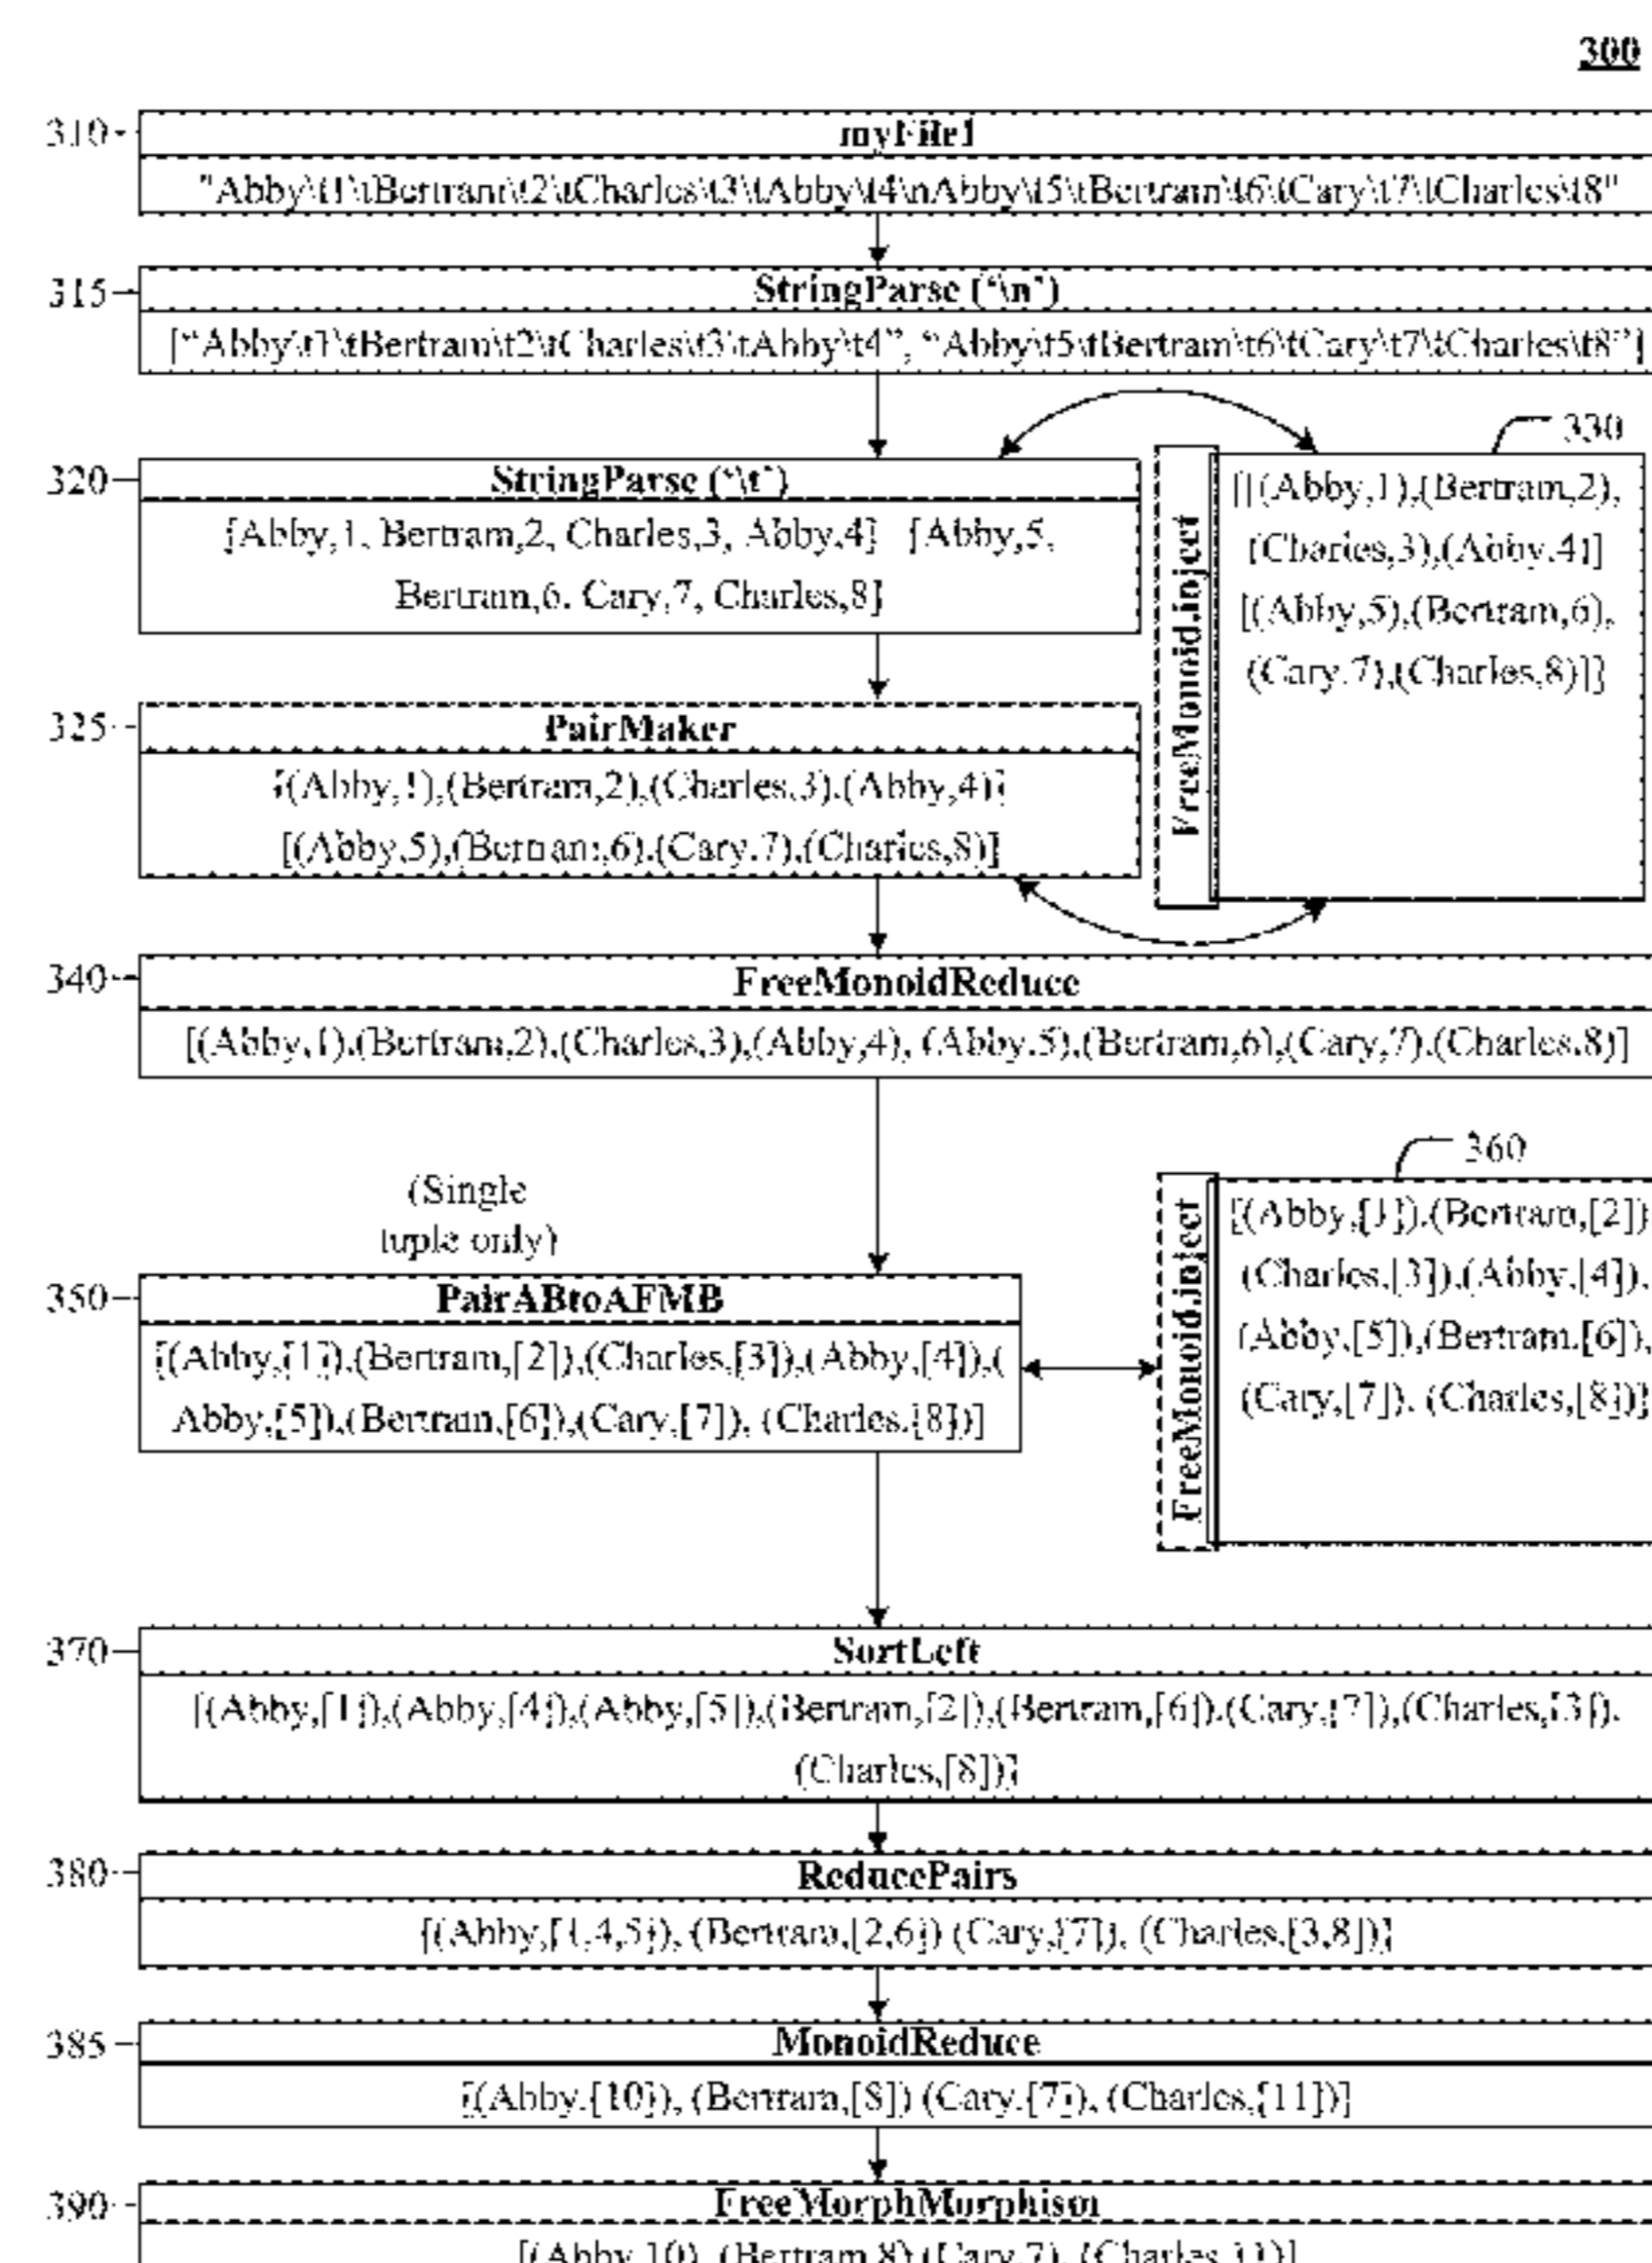 300
310
myFile1
"Abby\t1\tBertram\t2\tCharles\t3\tAbby\t4\nAbby\t5\tBertram\t6\tCary\t7\tCharles\t8"
315
StringParse ('\n')
["Abby\t1\tBertram\t2\tCharles\t3\tAbby\t4", "Abby\t5\tBertram\t6\tCary\t7\tCharles\t8"]
320
StringParse ('\t')
[Abby,1, Bertram,2, Charles,3, Abby,4] [Abby,5,
Bertram,6, Cary,7, Charles,8]
330
FreeMonoid.inject
[[(Abby,1),(Bertram,2),
(Charles,3),(Abby,4)]
[(Abby,5),(Bertram,6),
(Cary,7),(Charles,8)]]
325
PairMaker
[(Abby,1),(Bertram,2),(Charles,3),(Abby,4)]
[(Abby,5),(Bertram,6),(Cary,7),(Charles,8)]
340
FreeMonoidReduce
[(Abby,1),(Bertram,2),(Charles,3),(Abby,4), (Abby,5),(Bertram,6),(Cary,7),(Charles,8)]
(Single
tuple only)
350
PairABtoAFMB
[(Abby,[1]),(Bertram,[2]),(Charles,[3]),(Abby,[4]),(
Abby,[5]),(Bertram,[6]),(Cary,[7]), (Charles,[8])]
360
FreeMonoid.inject
[(Abby,[1]),(Bertram,[2])
(Charles,[3]),(Abby,[4]),
(Abby,[5]),(Bertram,[6]),
(Cary,[7]), (Charles,[8])]
370
SortLeft
[(Abby,[1]),(Abby,[4]),(Abby,[5]),(Bertram,[2]),(Bertram,[6]),(Cary,[7]),(Charles,[3]),
(Charles,[8])]
380
ReducePairs
[(Abby,[1,4,5]), (Bertram,[2,6]) (Cary,[7]), (Charles,[3,8])]
385
MonoidReduce
[(Abby,[10]), (Bertram,[8]) (Cary,[7]), (Charles,[11])]
390
FreeMorphMorphism
[(Abby,10), (Bertram,8) (Cary,7), (Charles,11)]